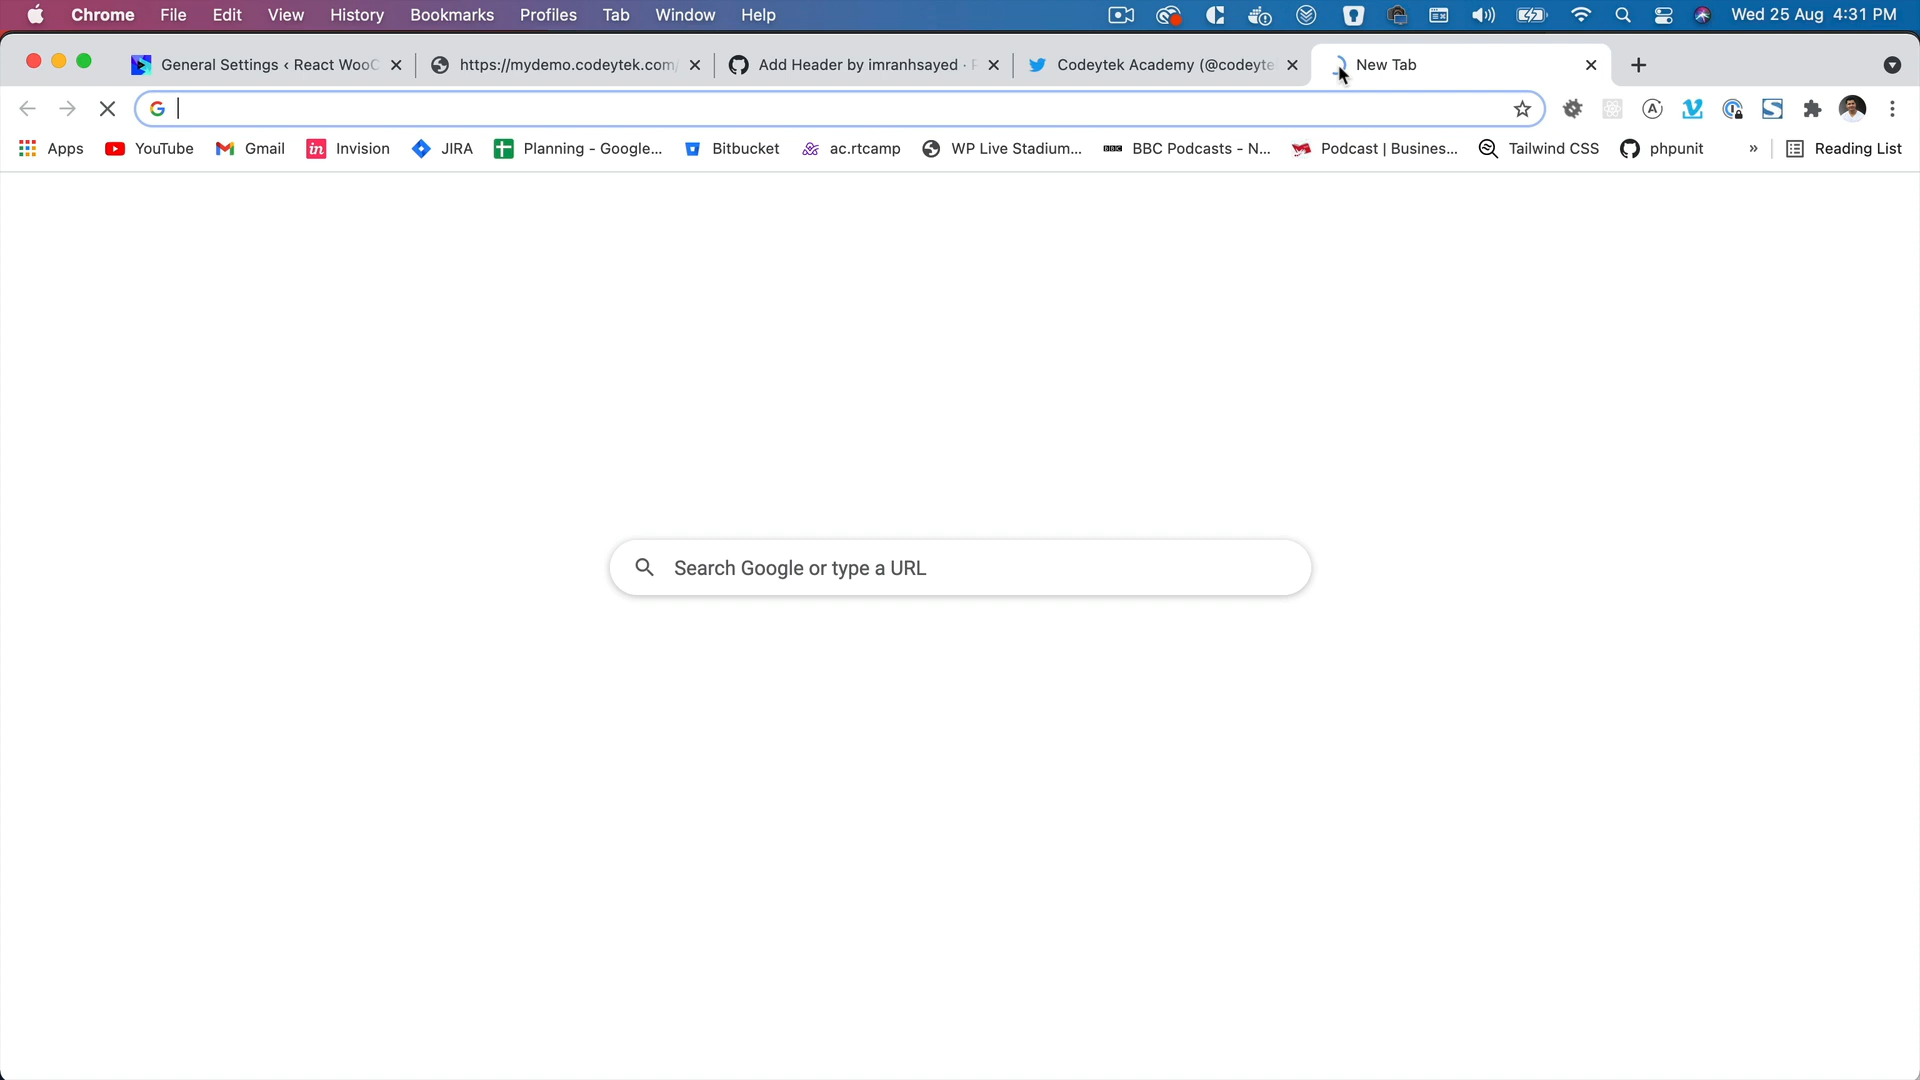 Chrome File Edit View History Bookmarks Profiles Tab Window Help Wed 25 Aug 4:31 PM
General Settings ‹ React WooC https://mydemo.codeytek.com/ Add Header by imranhsayed · Codeytek Academy (@codeyte New Tab
Apps YouTube Gmail Invision JIRA Planning - Google... Bitbucket ac.rtcamp WP Live Stadium... BBC Podcasts - N... Podcast | Busines... Tailwind CSS phpunit » Reading List
Search Google or type a URL